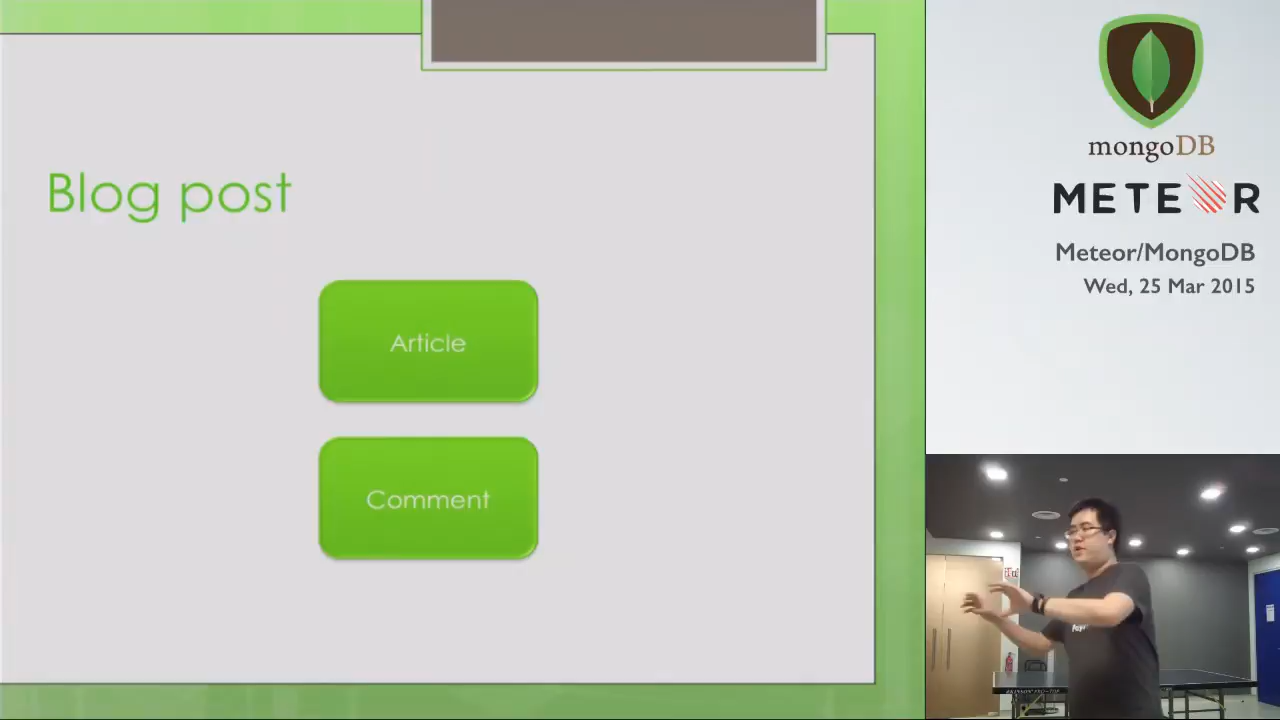 Blog post
Article
Comment
mongoDB
METEOR
Meteor/MongoDB
Wed, 25 Mar 2015